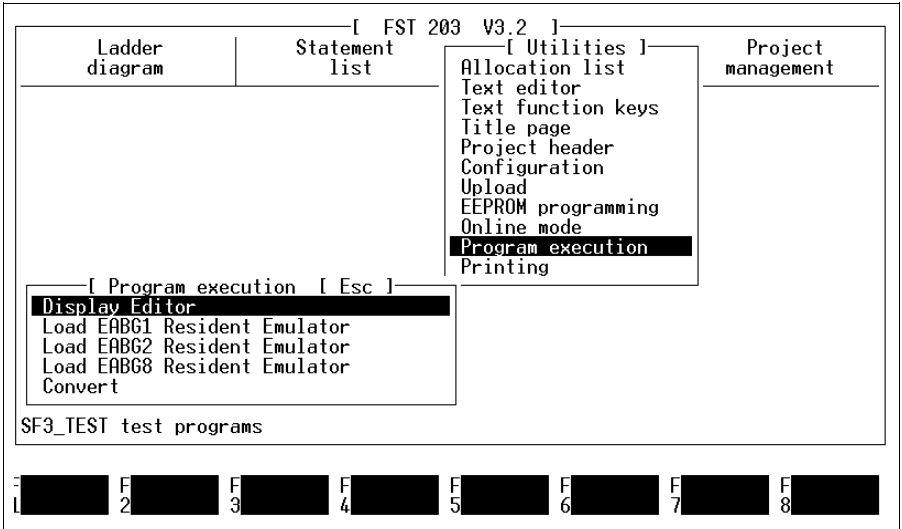 [ FST 203 V3.2 ]
Ladder diagram
Statement list
[ Utilities ]
Allocation list
Text editor
Text function keys
Title page
Project header
Configuration
Upload
EEPROM programming
Online mode
Program execution
Printing
Project management
[ Program execution [ Esc ]
Display Editor
Load EABG1 Resident Emulator
Load EABG2 Resident Emulator
Load EABG8 Resident Emulator
Convert
SF3_TEST test programs
F F F F F F F
2 3 4 5 6 7 8